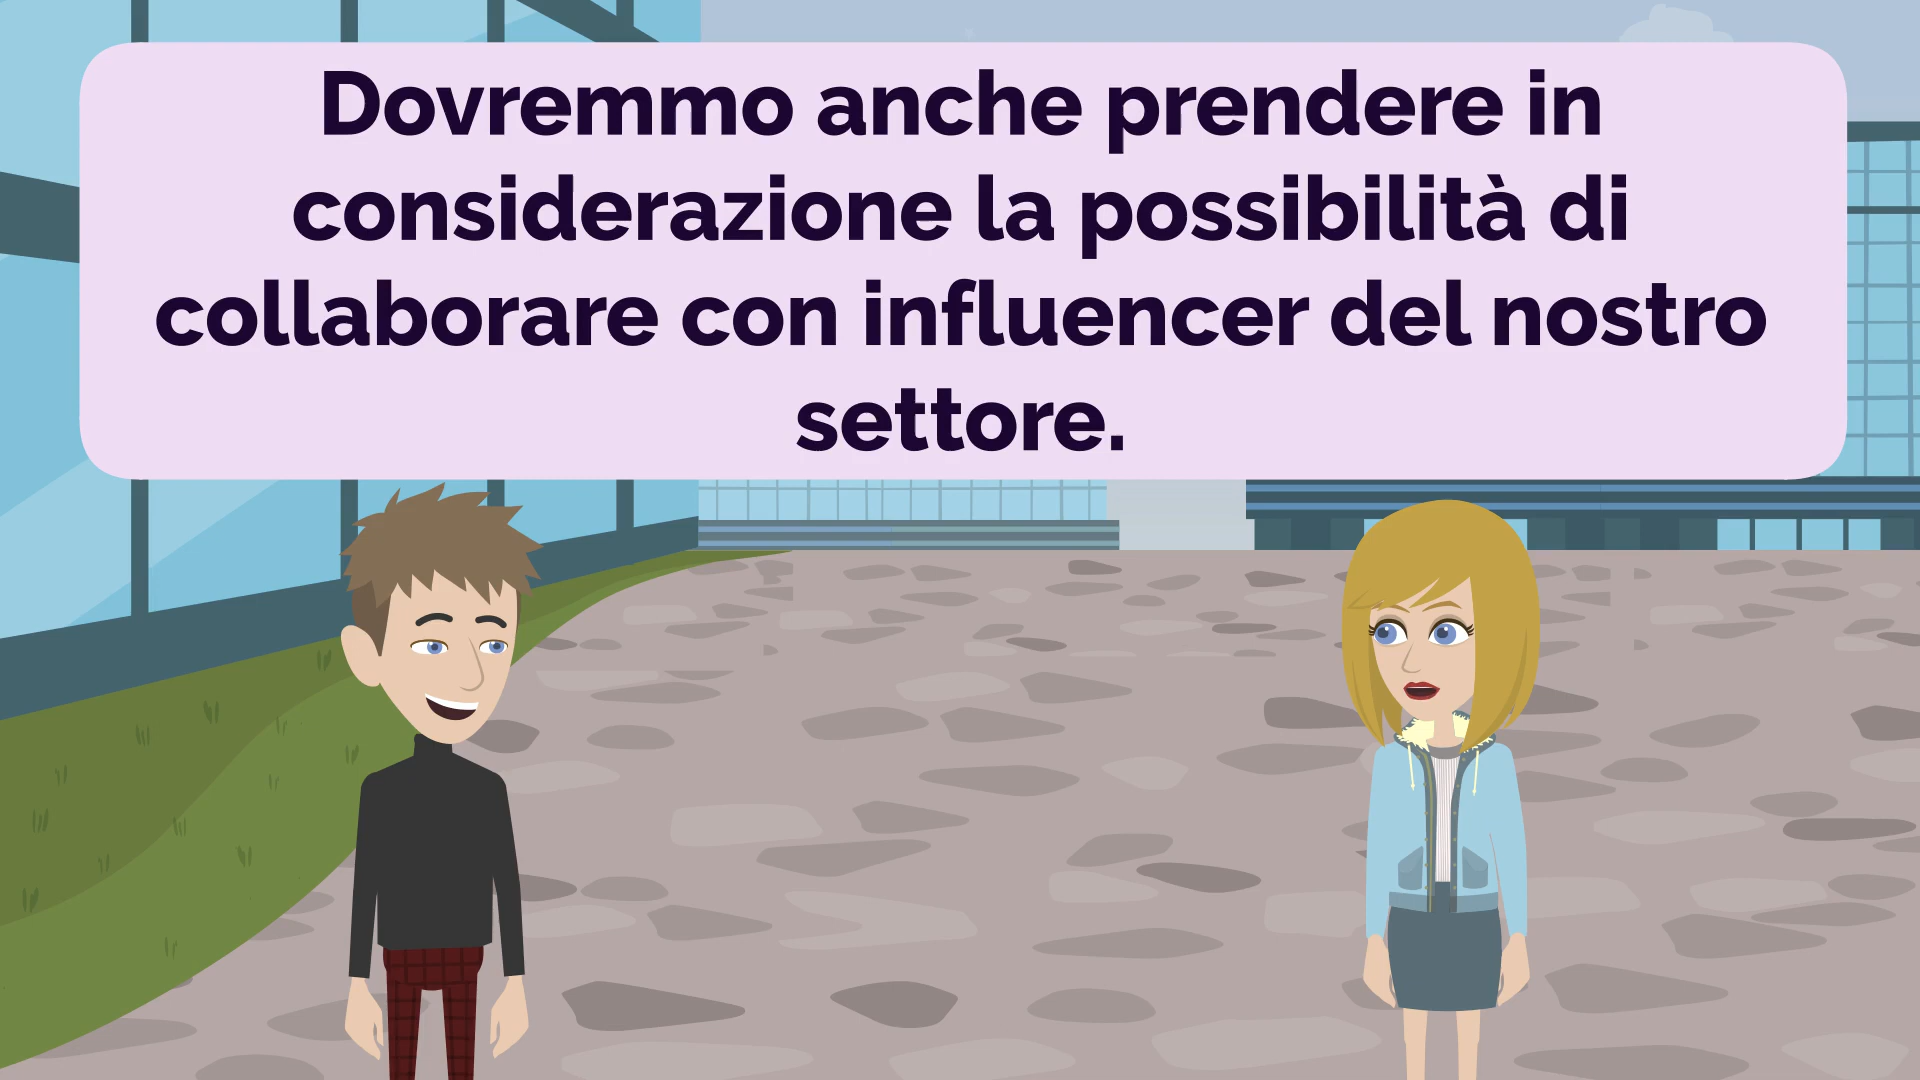 Dovremmo anche prendere in
considerazione la possibilità di
collaborare con influencer del nostro
settore.